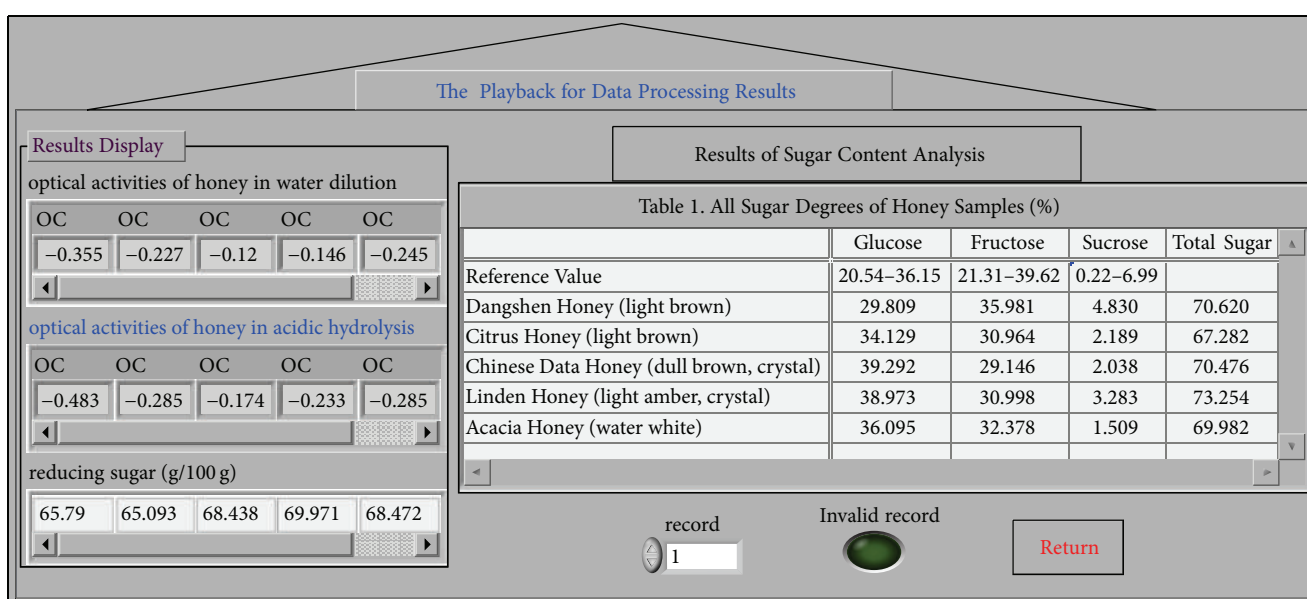 The Playback for Data Processing Results
Results Display
optical activities of honey in water dilution
OC OC OC OC OC
−0.355 −0.227 −0.12 −0.146 −0.245
optical activities of honey in acidic hydrolysis
OC OC OC OC OC
−0.483 −0.285 −0.174 −0.233 −0.285
reducing sugar (g/100 g)
65.79 65.093 68.438 69.971 68.472
Results of Sugar Content Analysis
Table 1. All Sugar Degrees of Honey Samples (%)
Glucose Fructose Sucrose Total Sugar
Reference Value 20.54–36.15 21.31–39.62 0.22–6.99
Dangshen Honey (light brown) 29.809 35.981 4.830 70.620
Citrus Honey (light brown) 34.129 30.964 2.189 67.282
Chinese Data Honey (dull brown, crystal) 39.292 29.146 2.038 70.476
Linden Honey (light amber, crystal) 38.973 30.998 3.283 73.254
Acacia Honey (water white) 36.095 32.378 1.509 69.982
record
1
Invalid record
Return